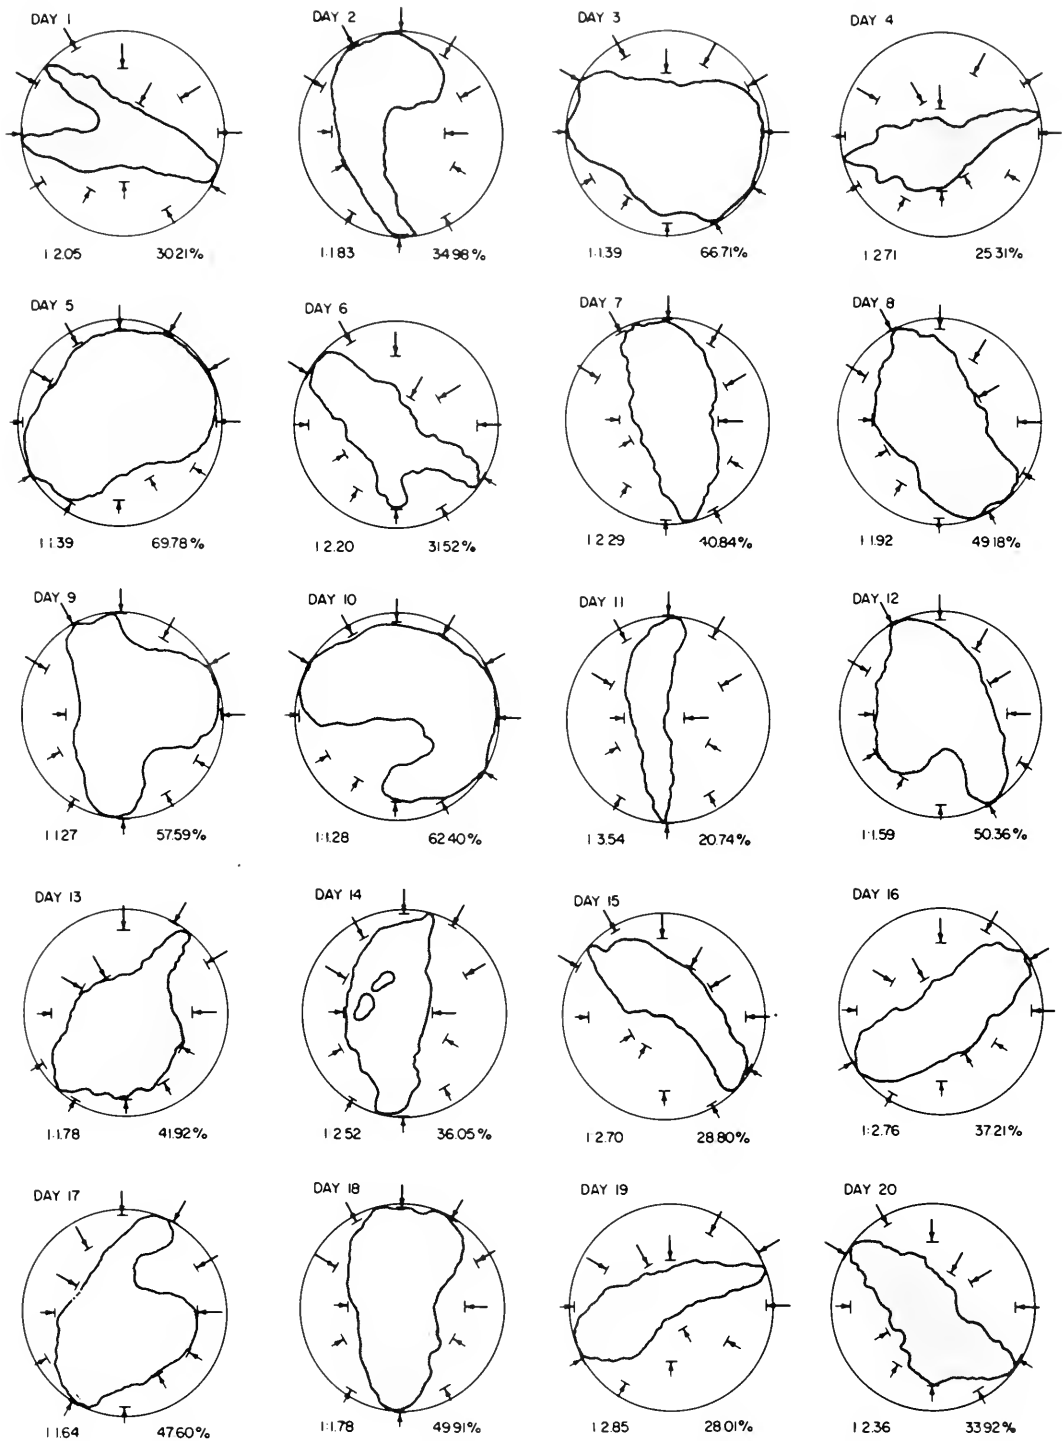 DAY 1 DAY 2 DAY 3 DAY 4
1 2.05 30.21% 1:1.83 34.98% 1:1.39 66.71% 1 2.71 25.31%
DAY 5 DAY 6 DAY 7 DAY 8
1 1.39 69.78% 1 2.20 31.52% 1 2.29 40.84% 1 1.92 49.18%
DAY 9 DAY 10 DAY 11 DAY 12
1 1.27 57.59% 1:1.28 62.40% 1 3.54 20.74% 1:1.59 50.36%
DAY 13 DAY 14 DAY 15 DAY 16
1:1.78 41.92% 1 2.52 36.05% 1 2.70 28.80% 1:2.76 37.21%
DAY 17 DAY 18 DAY 19 DAY 20
1 1.64 47.60% 1:1.78 49.91% 1 2.85 28.01% 1 2.36 33.92%